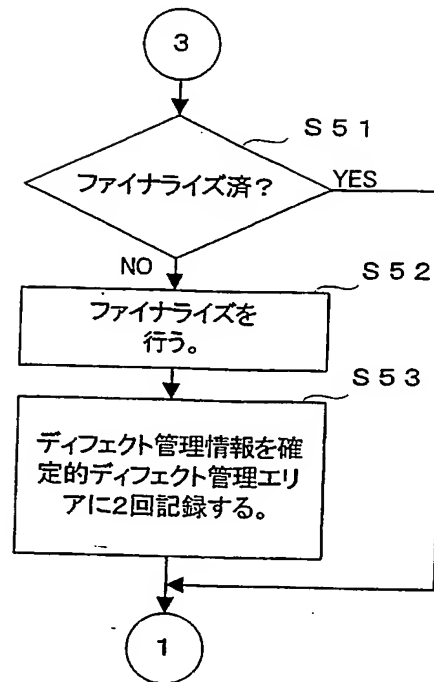 3
S51
ファイナライズ済?
YES
NO
S52
ファイナライズを
行う。
S53
ディフェクト管理情報を確
定的ディフェクト管理エリ
アに2回記録する。
1